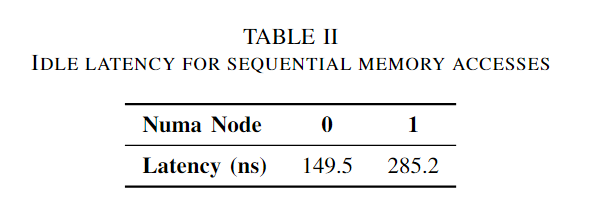 TABLE II
IDLE LATENCY FOR SEQUENTIAL MEMORY ACCESSES
Numa Node 0 1
Latency (ns) 149.5 285.2